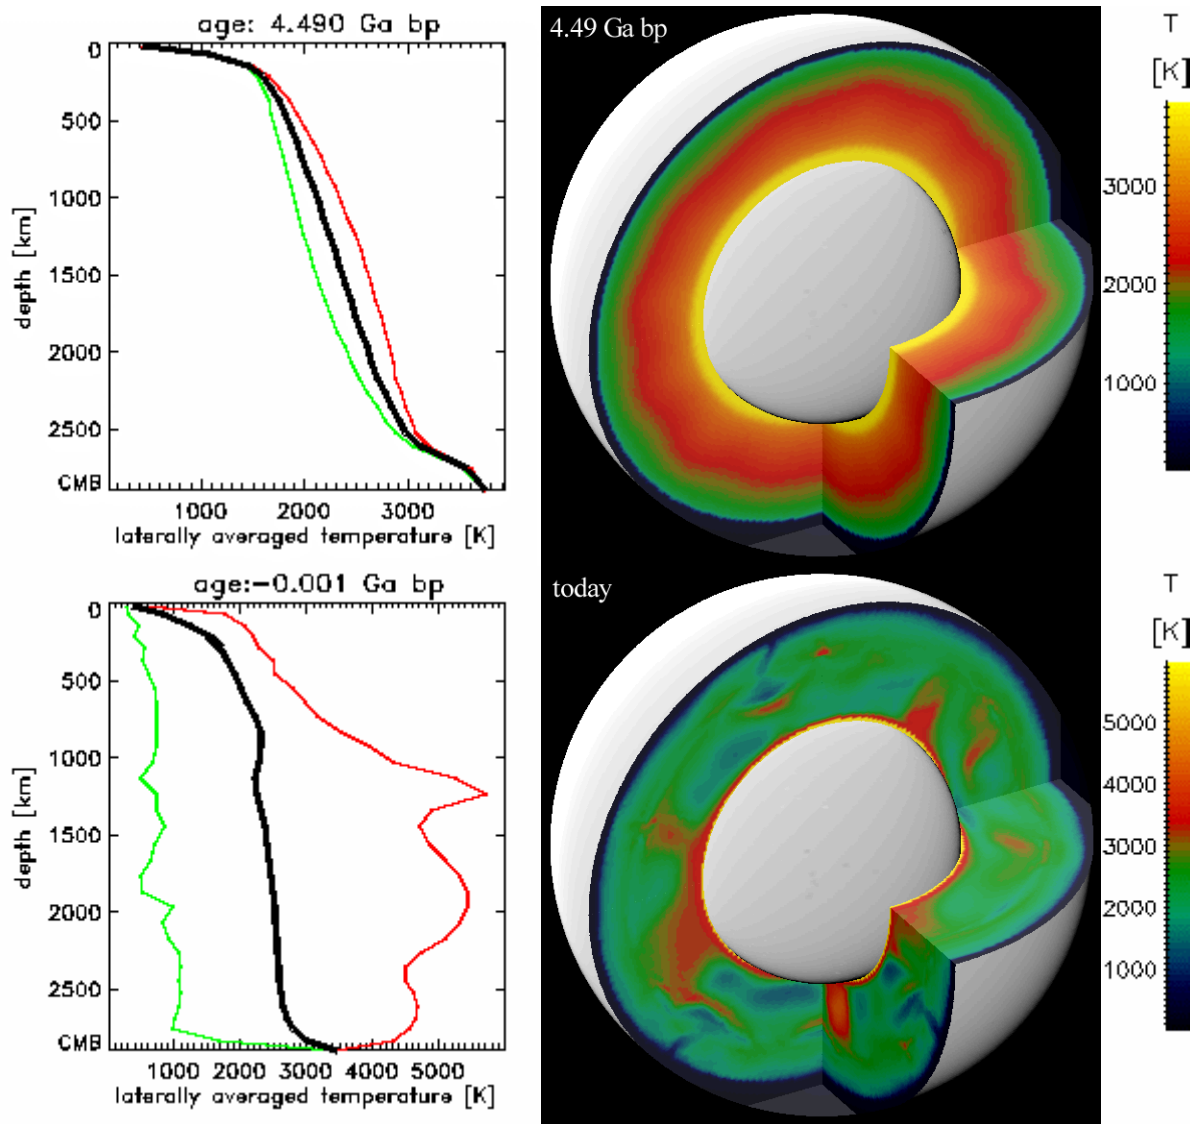 age: 4.490 Ga bp
0
500
1000
1500
2000
2500
CMB
depth [km]
1000 2000 3000
laterally averaged temperature [K]
4.49 Ga bp
T
[K]
3000
2000
1000
age:-0.001 Ga bp
0
500
1000
1500
2000
2500
CMB
depth [km]
1000 2000 3000 4000 5000
laterally averaged temperature [K]
today
T
[K]
5000
4000
3000
2000
1000